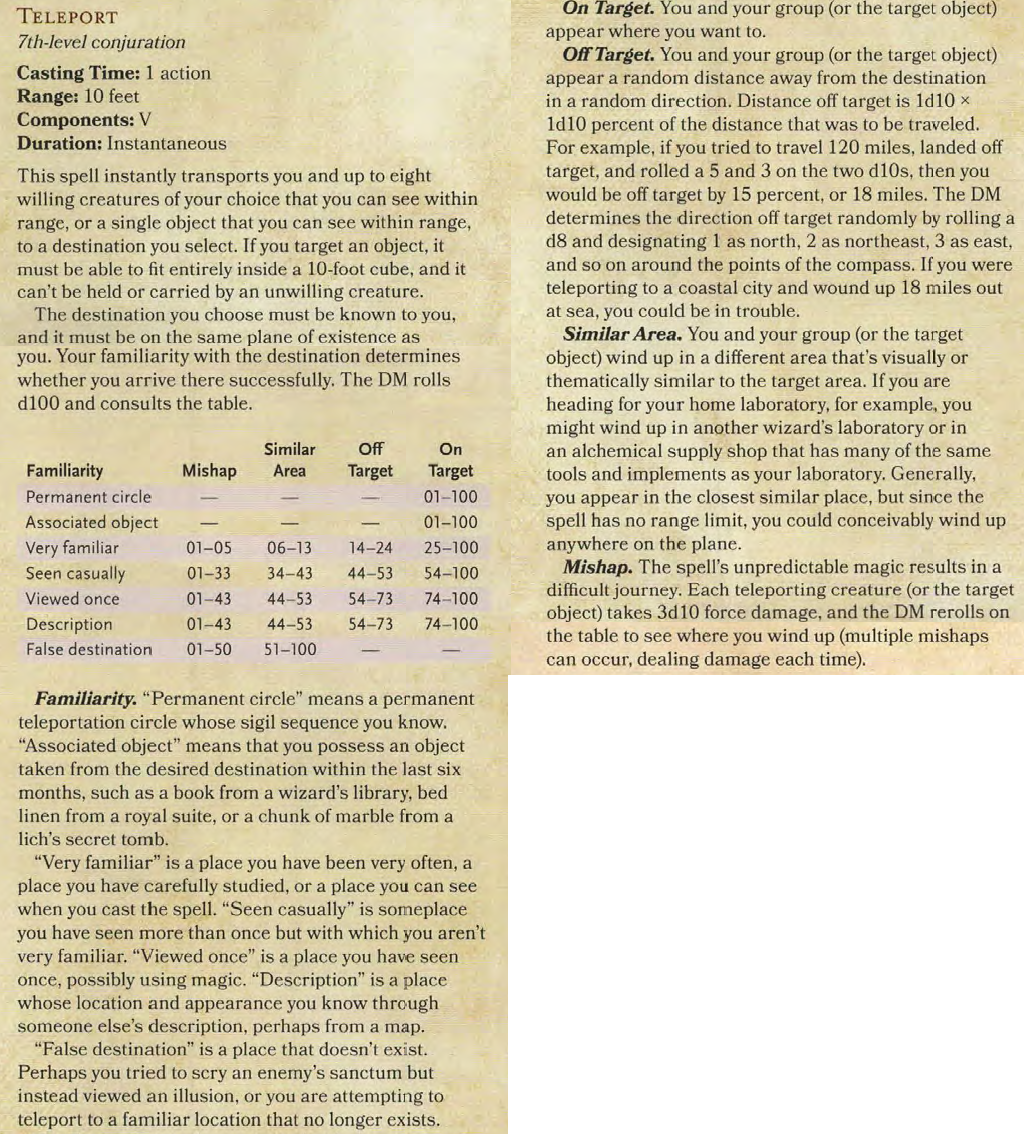 TELEPORT
7th-level conjuration
Casting Time: 1 action
Range: 10 feet
Components: V
Duration: Instantaneous
This spell instantly transports you and up to eight
willing creatures of your choice that you can see within
range, or a single object that you can see within range,
to a destination you select. If you target an object, it
must be able to fit entirely inside a 10-foot cube, and it
can't be held or carried by an unwilling creature.
The destination you choose must be known to you,
and it must be on the same plane of existence as
you. Your familiarity with the destination determines
whether you arrive there successfully. The DM rolls
d100 and consults the table.
Similar Off On
Familiarity Mishap Area Target Target
Permanent circle — — — 01–100
Associated object — — — 01–100
Very familiar 01–05 06–13 14–24 25–100
Seen casually 01–33 34–43 44–53 54–100
Viewed once 01–43 44–53 54–73 74–100
Description 01–43 44–53 54–73 74–100
False destination 01–50 51–100 — —
Familiarity. "Permanent circle" means a permanent
teleportation circle whose sigil sequence you know.
"Associated object" means that you possess an object
taken from the desired destination within the last six
months, such as a book from a wizard's library, bed
linen from a royal suite, or a chunk of marble from a
lich's secret tomb.
"Very familiar" is a place you have been very often, a
place you have carefully studied, or a place you can see
when you cast the spell. "Seen casually" is someplace
you have seen more than once but with which you aren't
very familiar. "Viewed once" is a place you have seen
once, possibly using magic. "Description" is a place
whose location and appearance you know through
someone else's description, perhaps from a map.
"False destination" is a place that doesn't exist.
Perhaps you tried to scry an enemy's sanctum but
instead viewed an illusion, or you are attempting to
teleport to a familiar location that no longer exists.
On Target. You and your group (or the target object)
appear where you want to.
Off Target. You and your group (or the target object)
appear a random distance away from the destination
in a random direction. Distance off target is 1d10 ×
1d10 percent of the distance that was to be traveled.
For example, if you tried to travel 120 miles, landed off
target, and rolled a 5 and 3 on the two d10s, then you
would be off target by 15 percent, or 18 miles. The DM
determines the direction off target randomly by rolling a
d8 and designating 1 as north, 2 as northeast, 3 as east,
and so on around the points of the compass. If you were
teleporting to a coastal city and wound up 18 miles out
at sea, you could be in trouble.
Similar Area. You and your group (or the target
object) wind up in a different area that's visually or
thematically similar to the target area. If you are
heading for your home laboratory, for example, you
might wind up in another wizard's laboratory or in
an alchemical supply shop that has many of the same
tools and implements as your laboratory. Generally,
you appear in the closest similar place, but since the
spell has no range limit, you could conceivably wind up
anywhere on the plane.
Mishap. The spell's unpredictable magic results in a
difficult journey. Each teleporting creature (or the target
object) takes 3d10 force damage, and the DM rerolls on
the table to see where you wind up (multiple mishaps
can occur, dealing damage each time).